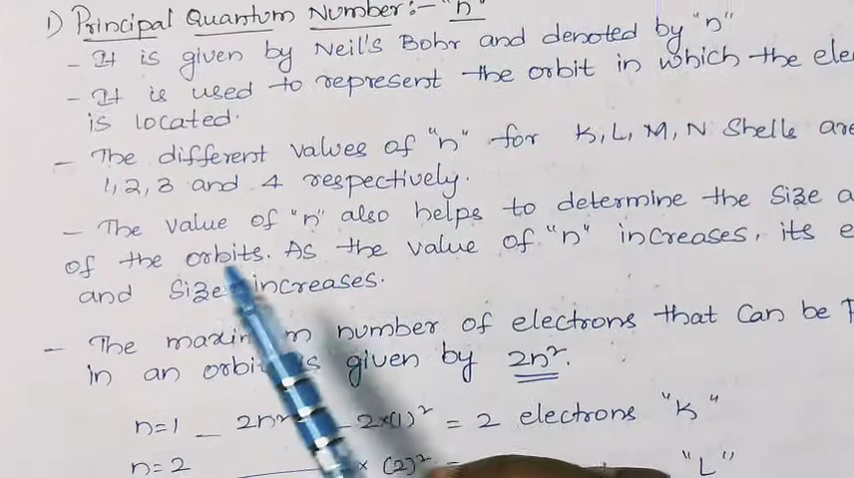 1) Principal Quantum Number:- "n"
- It is given by Neil's Bohr and denoted by "n"
- It is used to represent the orbit in which the ele
is located.
- The different values of "n" for K, L, M, N Shells are
1, 2, 3 and 4 respectively.
- The value of "n" also helps to determine the Size a
of the orbits. As the value of "n" increases, its e
and Size increases.
- The number of electrons that can be
in an is given by 2n².
n=1 - 2n² 2×(1)² = 2 electrons "K"
n=2 × (2)² = "L"